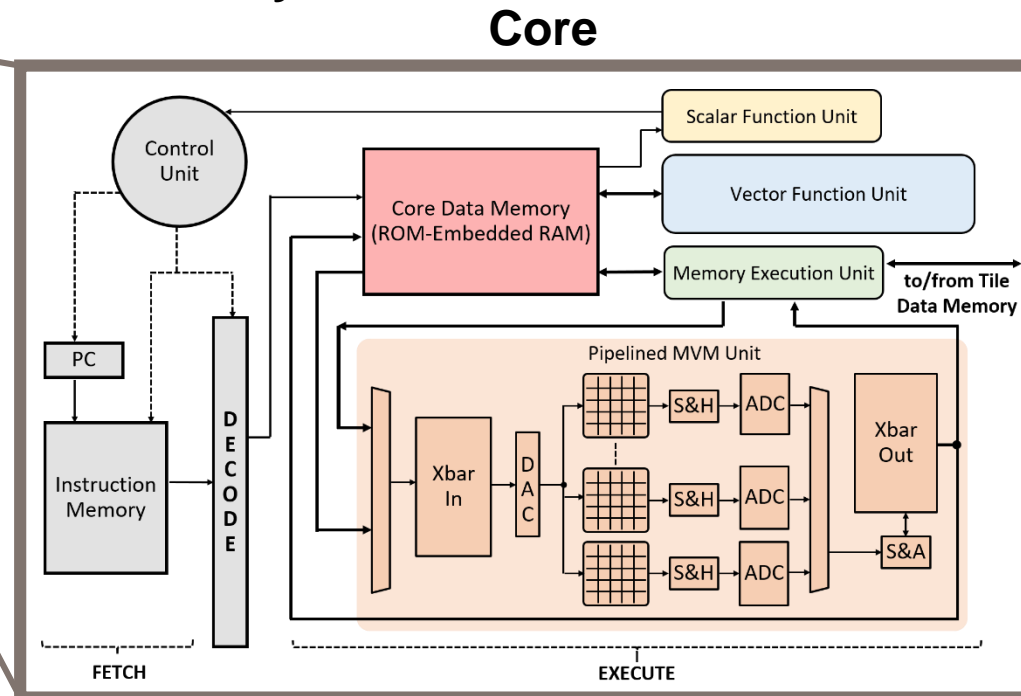 Core
Control
Unit
Scalar Function Unit
Core Data Memory
(ROM-Embedded RAM)
Vector Function Unit
Memory Execution Unit
to/from Tile
Data Memory
PC
Instruction
Memory
DECODE
Pipelined MVM Unit
Xbar
In
DAC
S&H
ADC
S&H
ADC
S&H
ADC
Xbar
Out
S&A
FETCH
EXECUTE